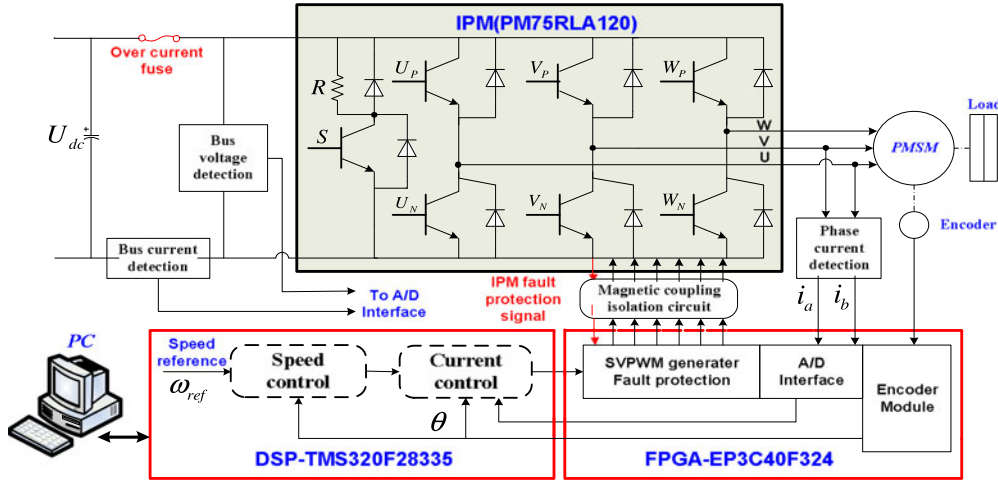 IPM(PM75RLA120)
Over current
fuse
R
U_P
V_P
W_P
U_dc
+
Bus
voltage
detection
S
W
V
U
PMSM
Load
U_N
V_N
W_N
Encoder
Bus current
detection
Phase
current
detection
To A/D
Interface
IPM fault
protection
signal
Magnetic coupling
isolation circuit
i_a
i_b
PC
Speed
reference
ω_ref
Speed
control
Current
control
θ
SVPWM generater
Fault protection
A/D
Interface
Encoder
Module
DSP-TMS320F28335
FPGA-EP3C40F324